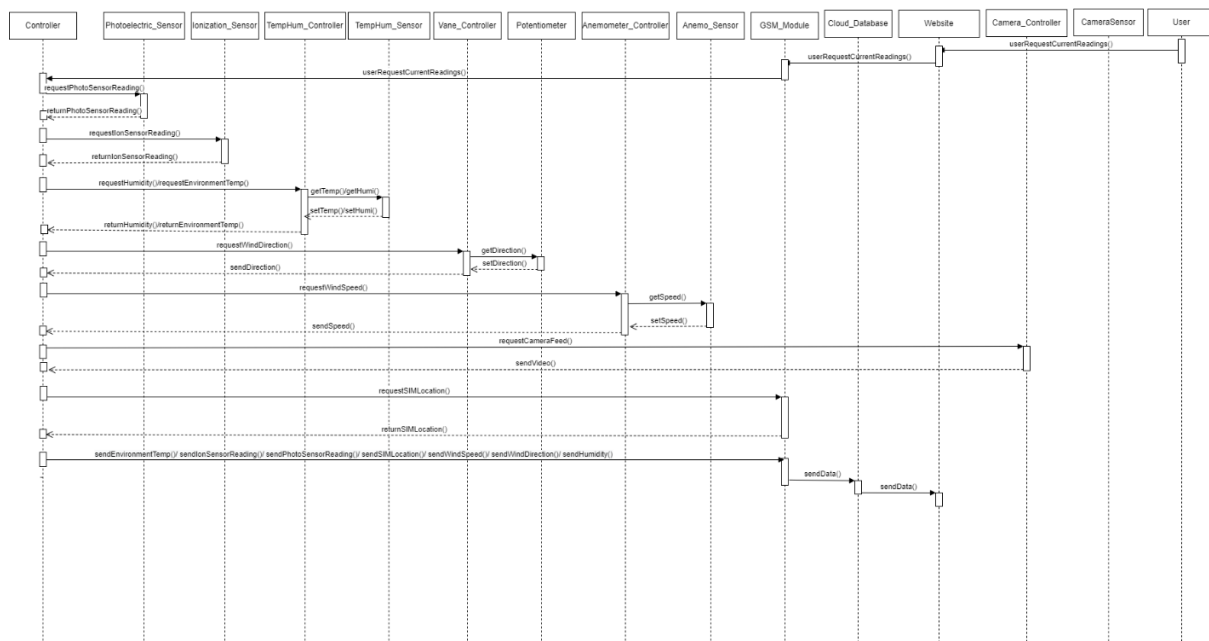 Controller
Photoelectric_Sensor
Ionization_Sensor
TempHum_Controller
TempHum_Sensor
Vane_Controller
Potentiometer
Anemometer_Controller
Anemo_Sensor
GSM_Module
Cloud_Database
Website
Camera_Controller
CameraSensor
User
userRequestCurrentReadings()
userRequestCurrentReadings()
userRequestCurrentReadings()
requestPhotoSensorReading()
returnPhotoSensorReading()
requestIonSensorReading()
returnIonSensorReading()
requestHumidity()/requestEnvironmentTemp()
getTemp()/getHumi()
setTemp()/setHumi()
returnHumidity()/returnEnvironmentTemp()
requestWindDirection()
getDirection()
setDirection()
sendDirection()
requestWindSpeed()
getSpeed()
setSpeed()
sendSpeed()
requestCameraFeed()
sendVideo()
requestSIMLocation()
returnSIMLocation()
sendEnvironmentTemp()/ sendIonSensorReading()/ sendPhotoSensorReading()/ sendSIMLocation()/ sendWindSpeed()/ sendWindDirection()/ sendHumidity()
sendData()
sendData()